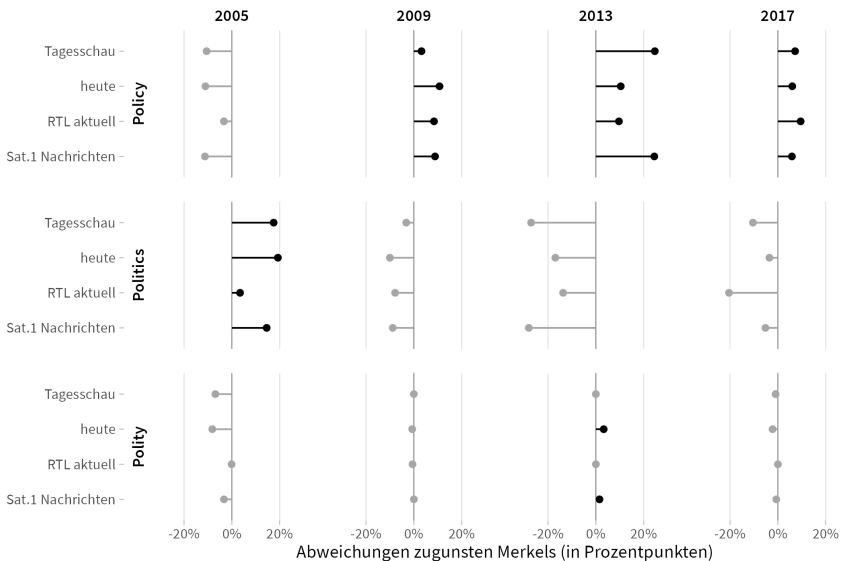 2005 2009 2013 2017
Tagesschau
heute
RTL aktuell
Sat.1 Nachrichten
Policy
Tagesschau
heute
RTL aktuell
Sat.1 Nachrichten
Politics
Tagesschau
heute
RTL aktuell
Sat.1 Nachrichten
Polity
-20% 0% 20% -20% 0% 20% -20% 0% 20% -20% 0% 20%
Abweichungen zugunsten Merkels (in Prozentpunkten)